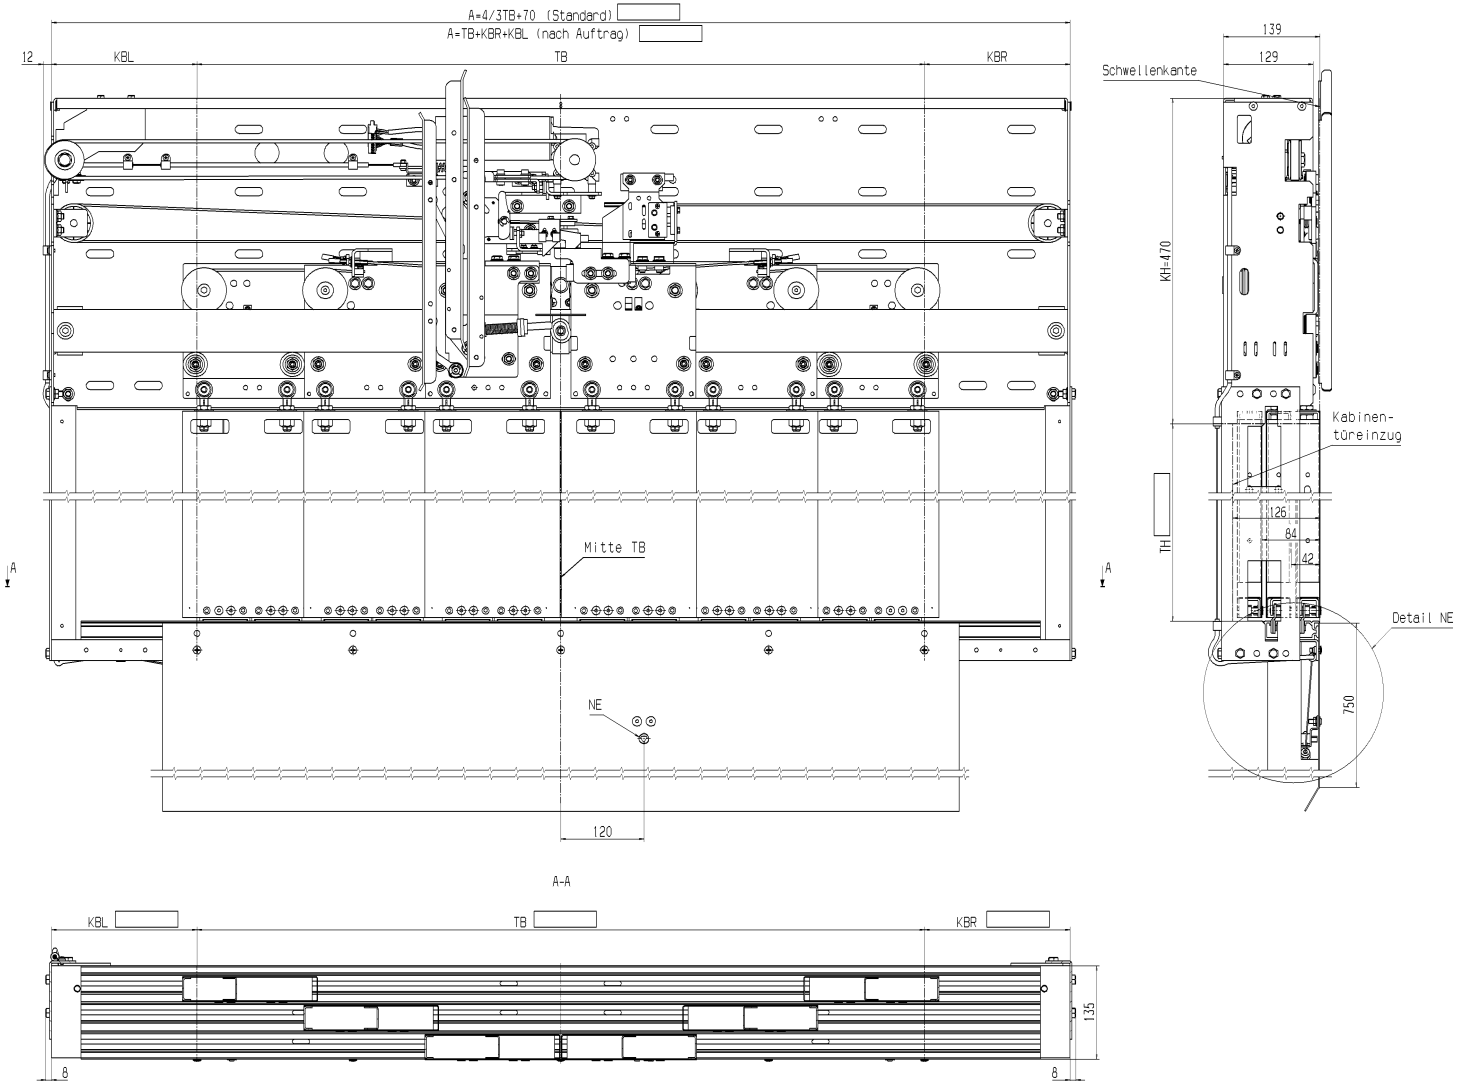 A=4/3TB+70 (Standard)
A=TB+KBR+KBL (nach Auftrag)
12
KBL
TB
KBR
139
129
Schwellenkante
KH=470
Kabinen-
türeinzug
TH
126
84
42
Mitte TB
A
A
Detail NE
NE
750
120
A-A
KBL
TB
KBR
135
8
8